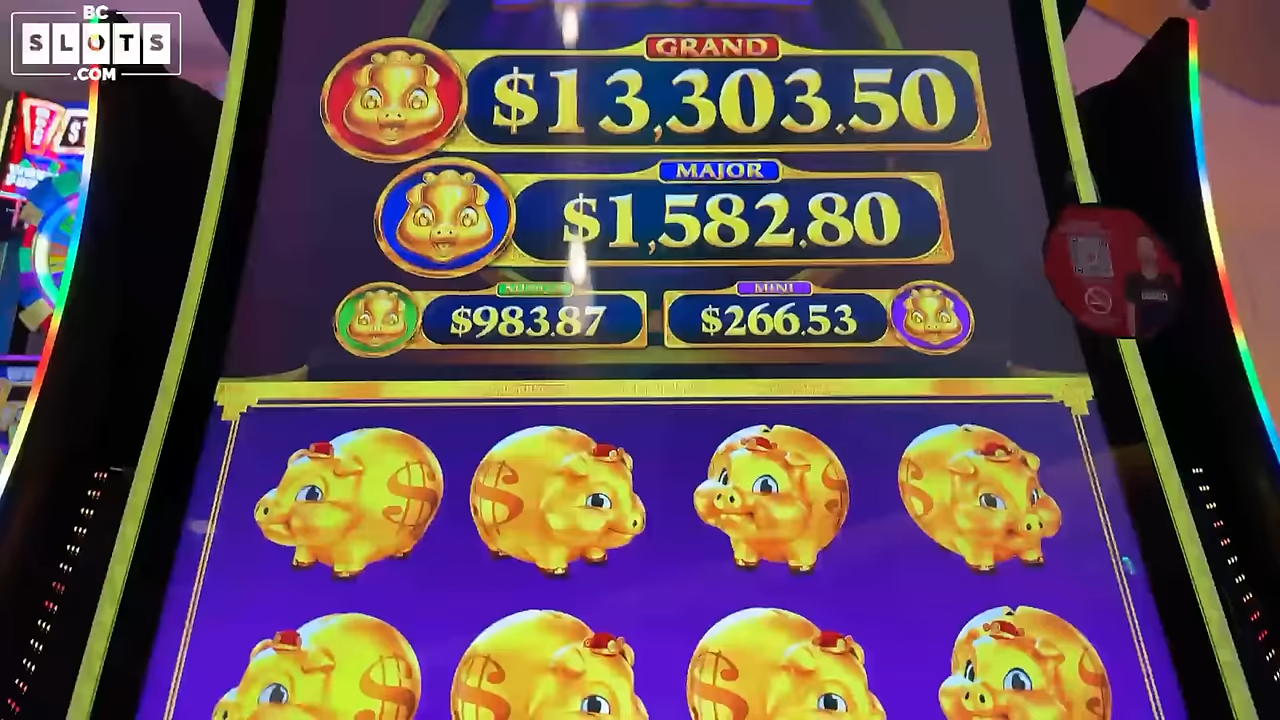 BC
SLOTS
.COM
GRAND
$13,303.50
MAJOR
$1,582.80
MINI
$983.87
$266.53